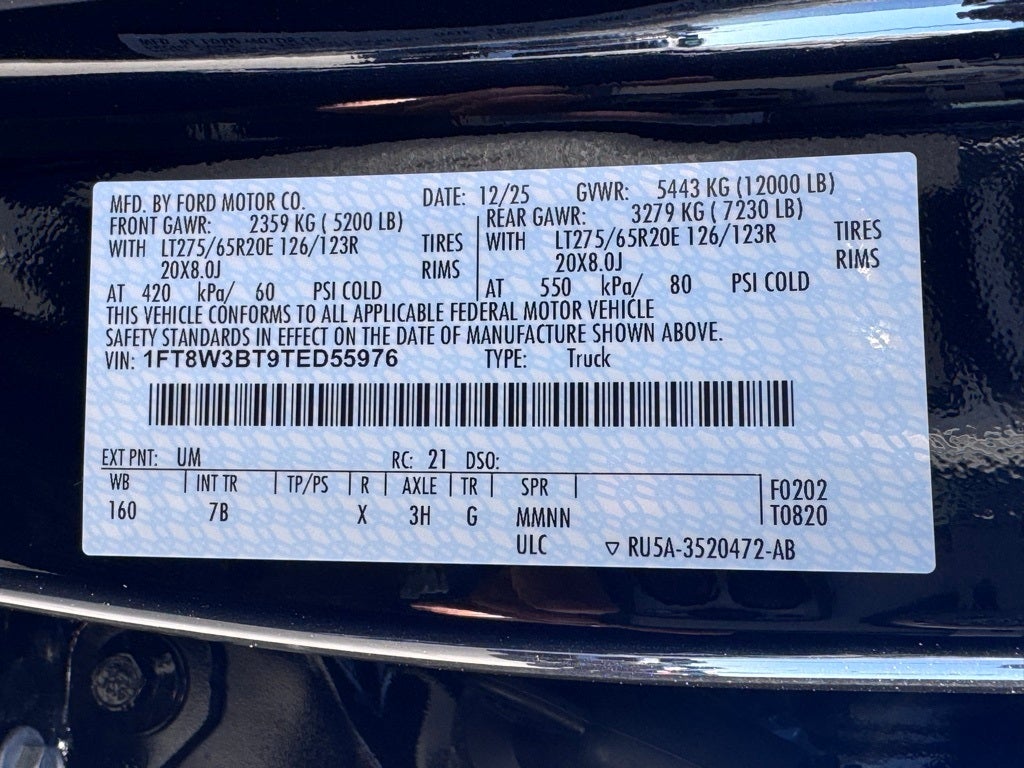 MFD. BY FORD MOTOR CO. DATE: 12/25 GVWR: 5443 KG (12000 LB)
FRONT GAWR: 2359 KG ( 5200 LB) REAR GAWR: 3279 KG ( 7230 LB)
WITH LT275/65R20E 126/123R TIRES WITH LT275/65R20E 126/123R TIRES
20X8.0J RIMS 20X8.0J RIMS
AT 420 kPa/ 60 PSI COLD AT 550 kPa/ 80 PSI COLD
THIS VEHICLE CONFORMS TO ALL APPLICABLE FEDERAL MOTOR VEHICLE
SAFETY STANDARDS IN EFFECT ON THE DATE OF MANUFACTURE SHOWN ABOVE.
VIN: 1FT8W3BT9TED55976 TYPE: Truck
EXT PNT: UM RC: 21 DSO:
WB INT TR TP/PS R AXLE TR SPR F0202
160 7B X 3H G MMNN T0820
ULC ▽ RU5A-3520472-AB